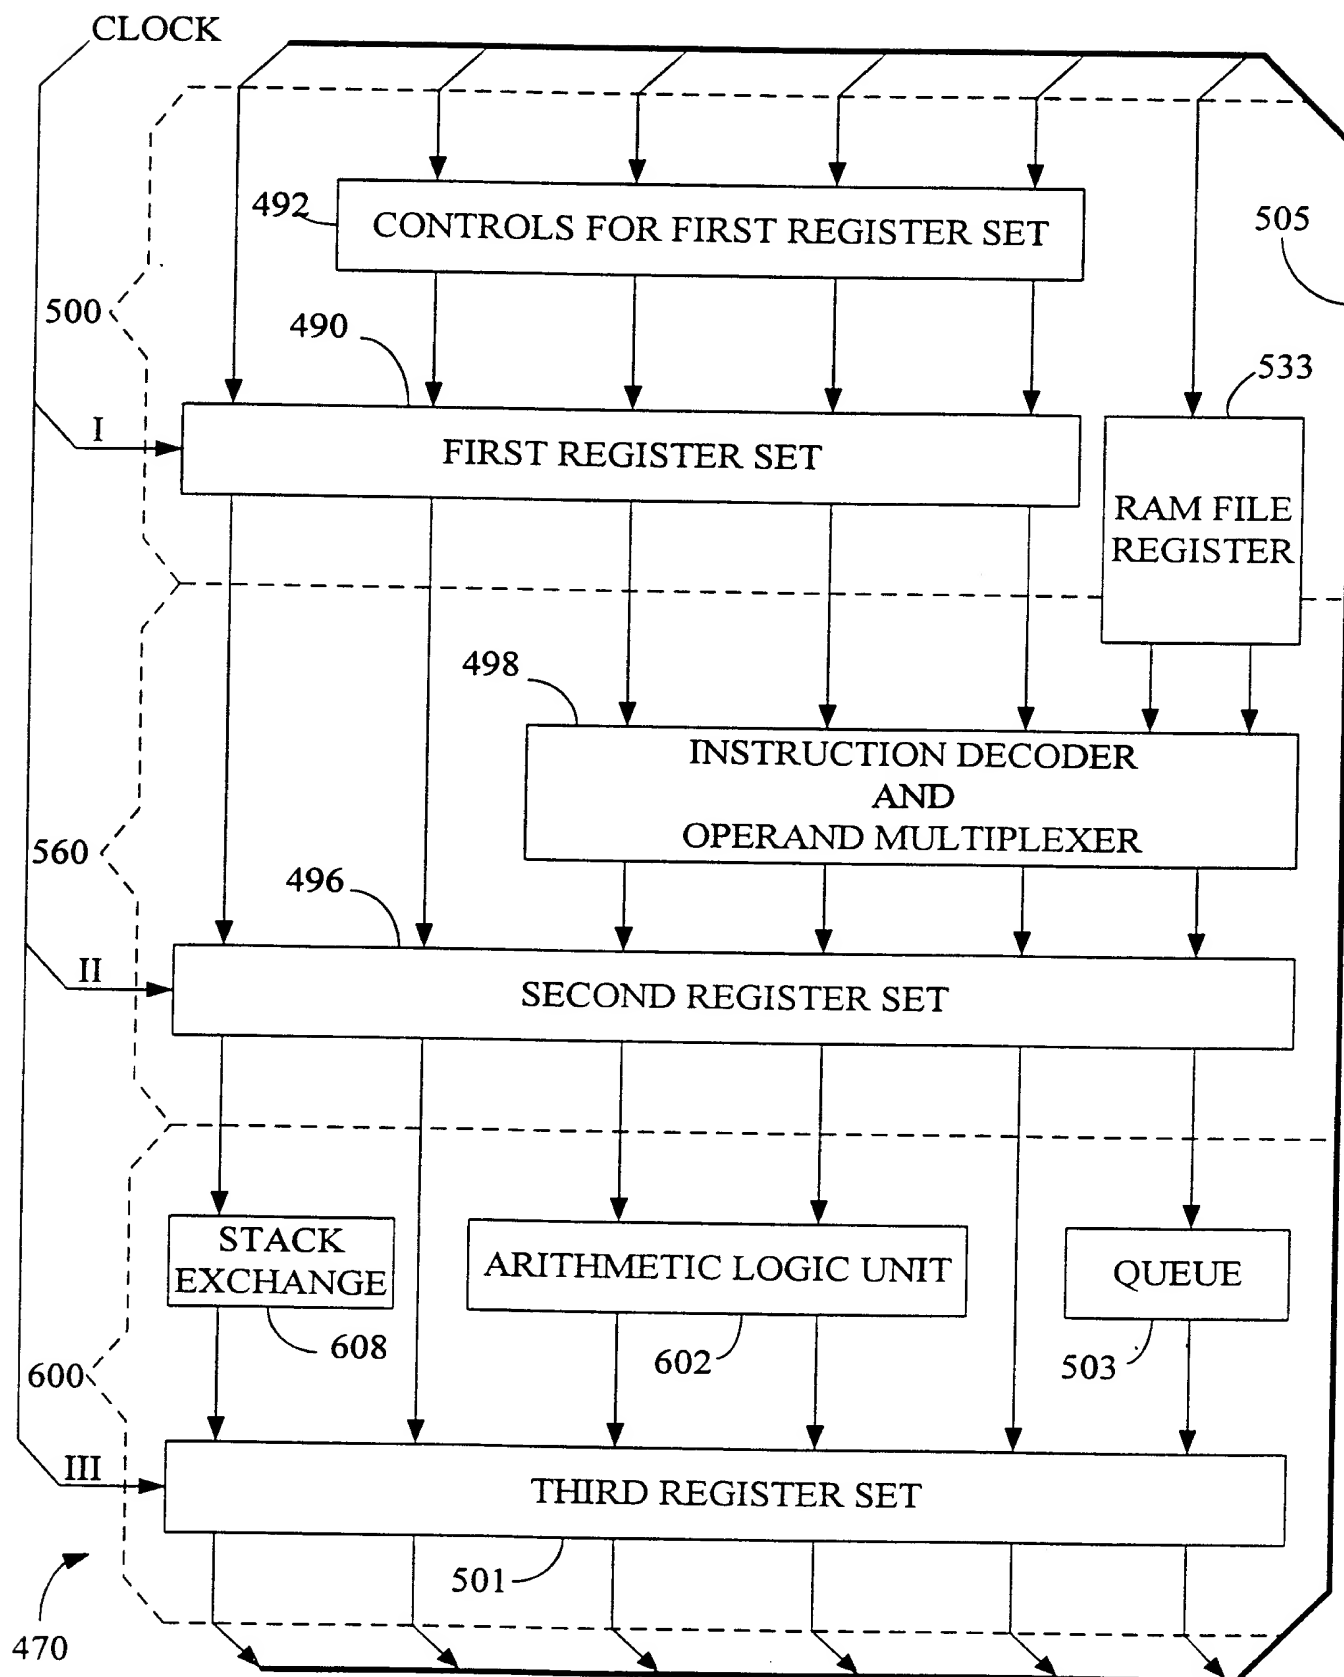 CLOCK
492
CONTROLS FOR FIRST REGISTER SET
505
500
490
533
I
FIRST REGISTER SET
RAM FILE
REGISTER
498
INSTRUCTION DECODER
AND
OPERAND MULTIPLEXER
560
496
II
SECOND REGISTER SET
STACK
EXCHANGE
ARITHMETIC LOGIC UNIT
QUEUE
608
602
503
600
III
THIRD REGISTER SET
501
470